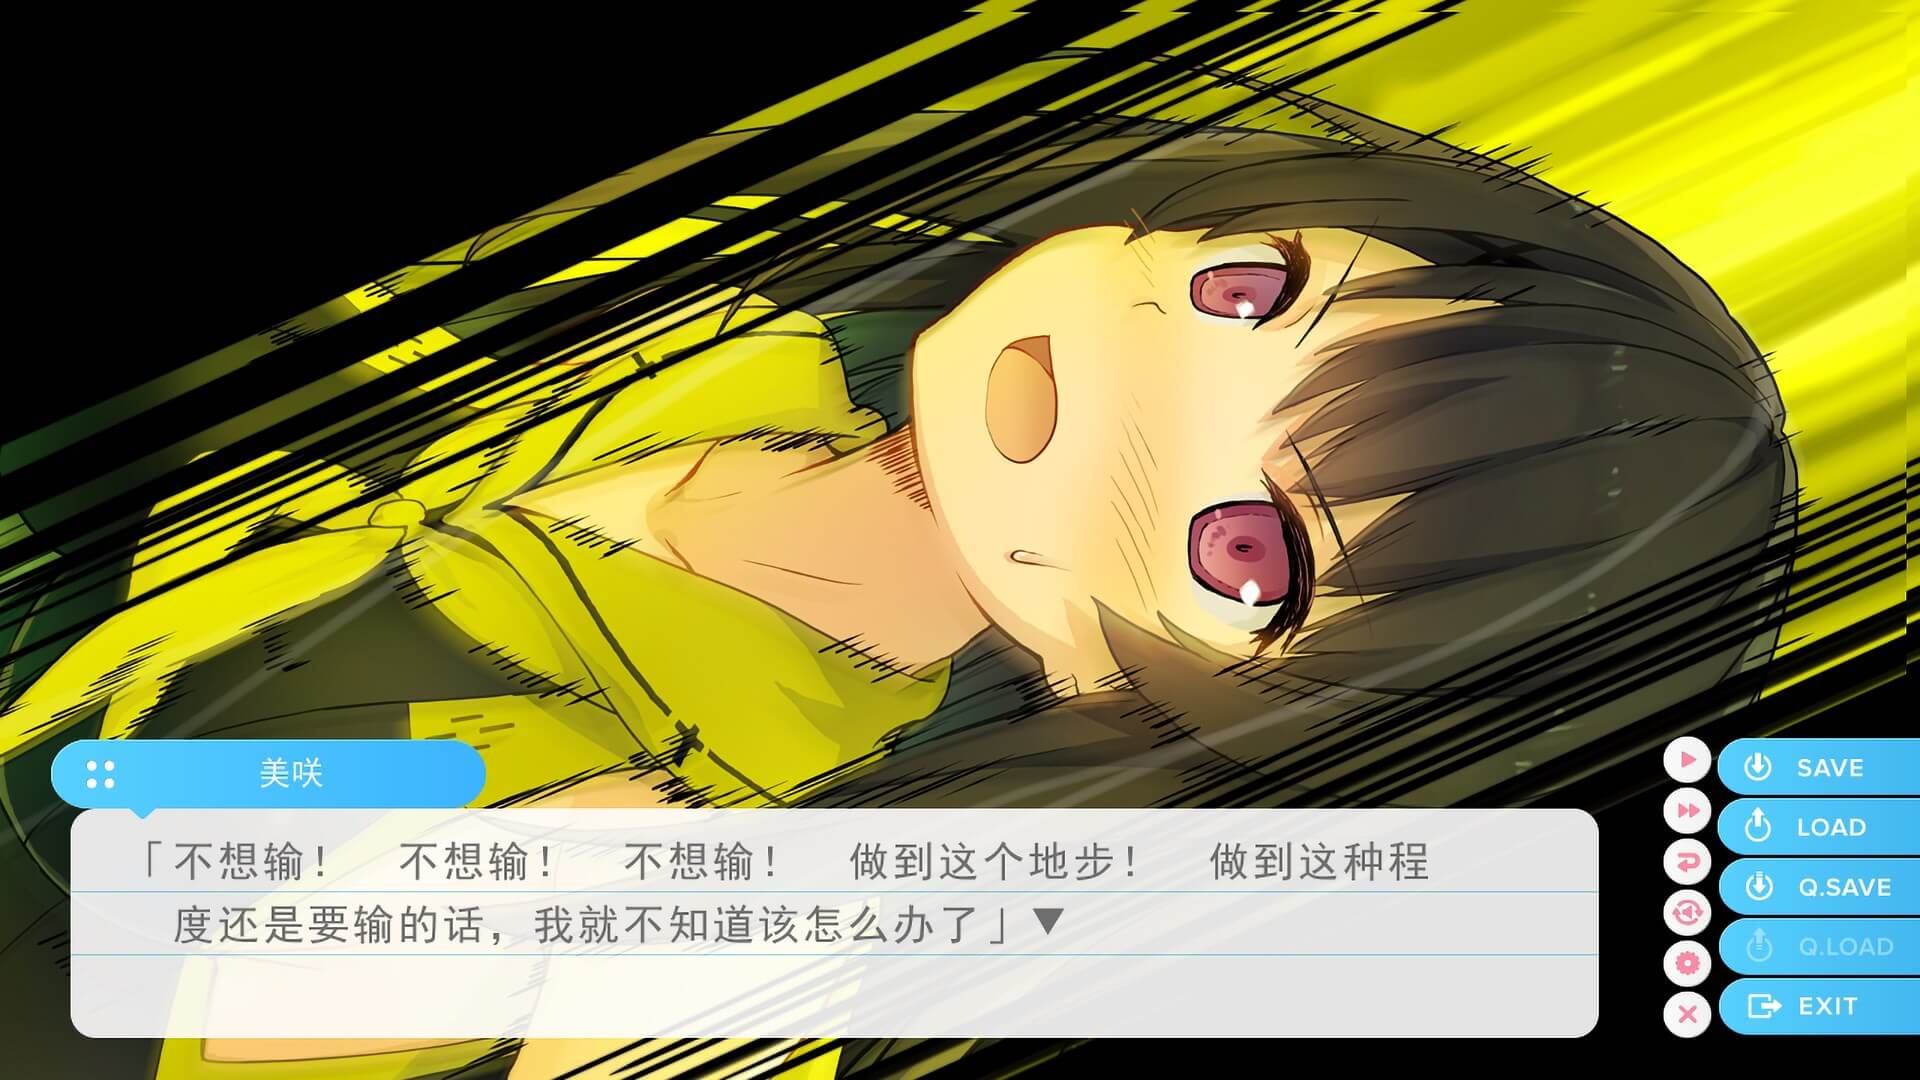 美咲
「不想输！　不想输！　不想输！　做到这个地步！　做到这种程
度还是要输的话，我就不知道该怎么办了」▼
SAVE
LOAD
Q.SAVE
Q.LOAD
EXIT